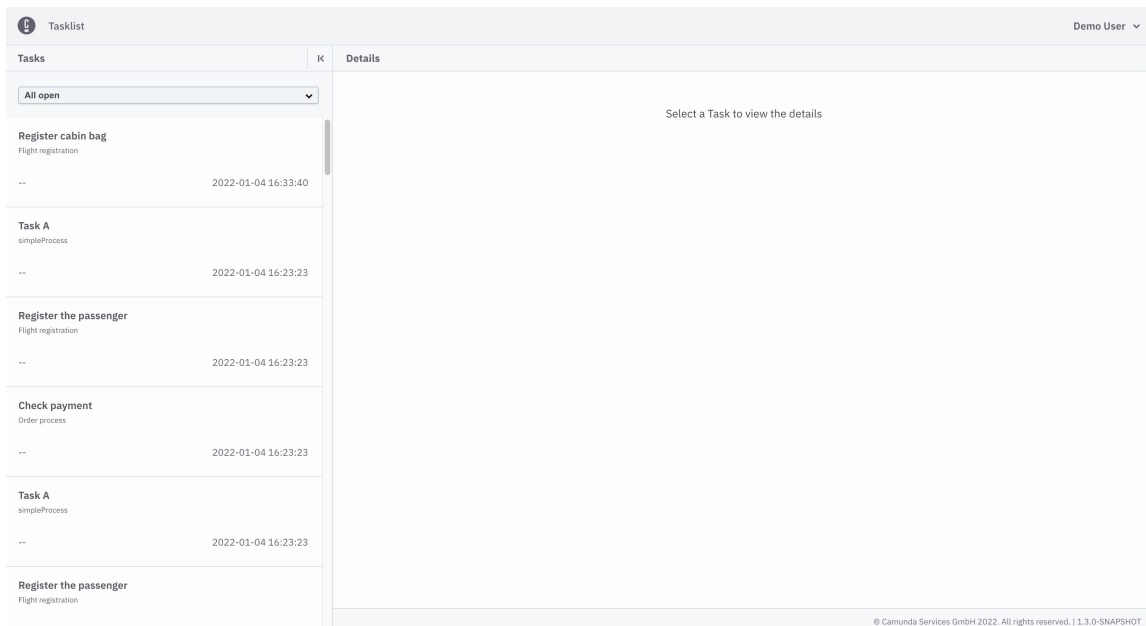 Tasklist
Demo User
Tasks
Details
All open
Select a Task to view the details
Register cabin bag
Flight registration
--
2022-01-04 16:33:40
Task A
simpleProcess
--
2022-01-04 16:23:23
Register the passenger
Flight registration
--
2022-01-04 16:23:23
Check payment
Order process
--
2022-01-04 16:23:23
Task A
simpleProcess
--
2022-01-04 16:23:23
Register the passenger
Flight registration
© Camunda Services GmbH 2022. All rights reserved. | 1.3.0-SNAPSHOT